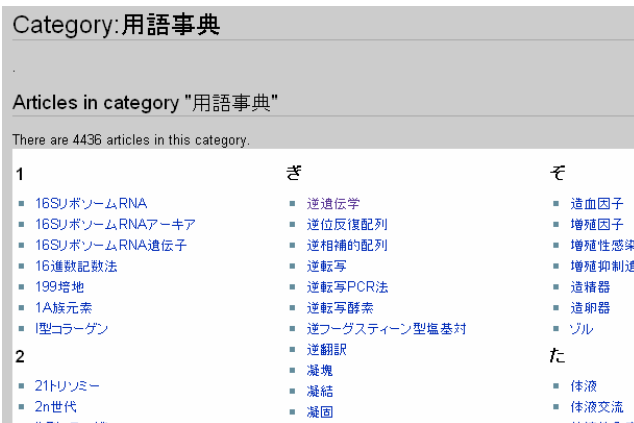 Category:用語事典
.
Articles in category "用語事典"
There are 4436 articles in this category.
1
16SリボソームRNA
16SリボソームRNAアーキア
16SリボソームRNA遺伝子
16進数記数法
199培地
1A族元素
I型コラーゲン
2
21トリソミー
2n世代
ぎ
逆遺伝学
逆位反復配列
逆相補的配列
逆転写
逆転写PCR法
逆転写酵素
逆フーグスティーン型塩基対
逆翻訳
凝塊
凝結
凝固
ぞ
造血因子
増殖因子
増殖性感染
増殖抑制遺
造精器
造卵器
ゾル
た
体液
体液交流